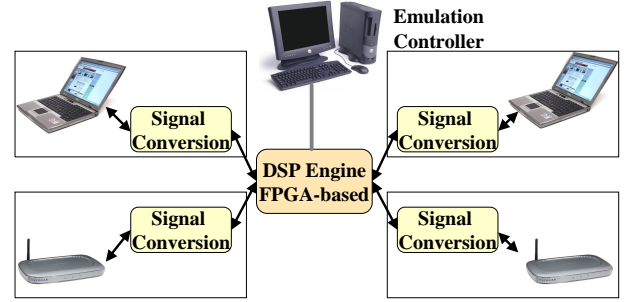 Emulation
Controller
Signal
Conversion
Signal
Conversion
DSP Engine
FPGA-based
Signal
Conversion
Signal
Conversion